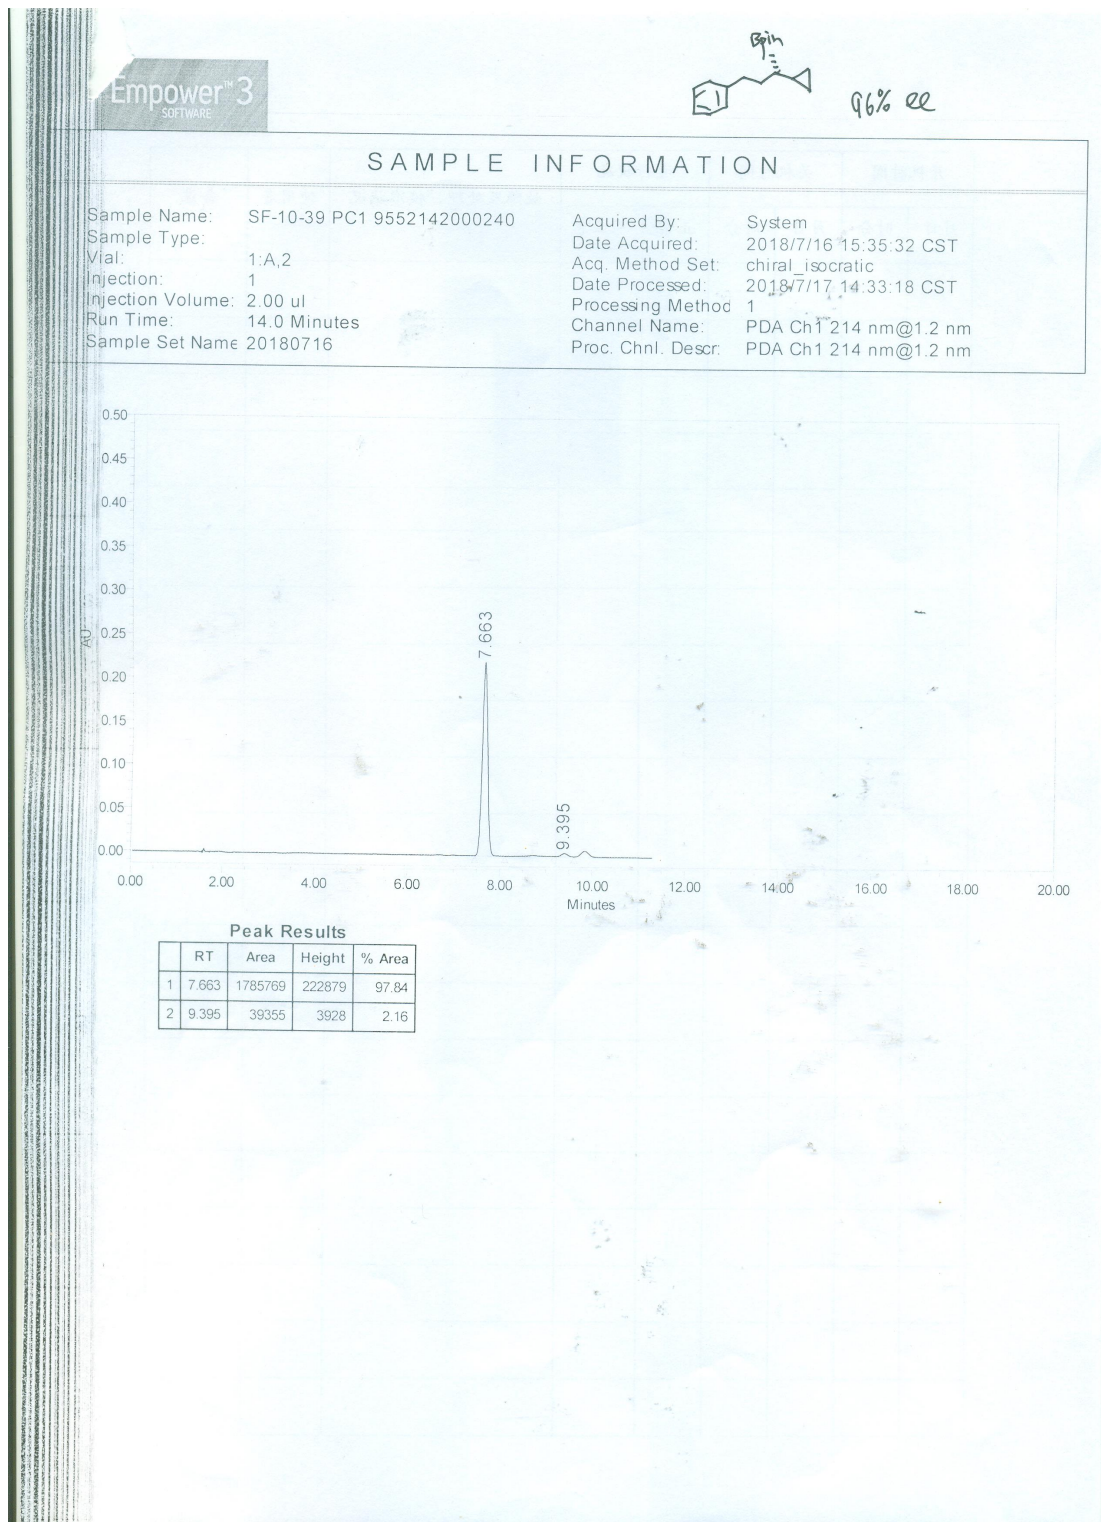 Bpin
96% ee
Empower™3
SOFTWARE
SAMPLE INFORMATION
Sample Name: SF-10-39 PC1 9552142000240
Sample Type:
Vial: 1:A,2
Injection: 1
Injection Volume: 2.00 ul
Run Time: 14.0 Minutes
Sample Set Name 20180716
Acquired By: System
Date Acquired: 2018/7/16 15:35:32 CST
Acq. Method Set: chiral_isocratic
Date Processed: 2018/7/17 14:33:18 CST
Processing Method 1
Channel Name: PDA Ch1 214 nm@1.2 nm
Proc. Chnl. Descr: PDA Ch1 214 nm@1.2 nm
0.50
0.45
0.40
0.35
0.30
0.25
0.20
0.15
0.10
0.05
0.00
AU
7.663
9.395
0.00 2.00 4.00 6.00 8.00 10.00 12.00 14.00 16.00 18.00 20.00
Minutes
Peak Results
RT Area Height % Area
1 7.663 1785769 222879 97.84
2 9.395 39355 3928 2.16